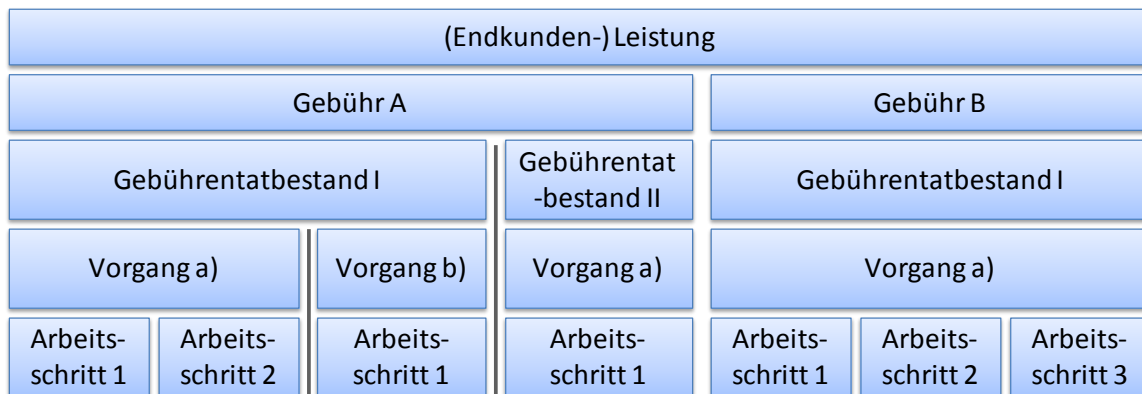 (Endkunden-) Leistung
Gebühr A
Gebühr B
Gebührentatbestand I
Gebührentat
-bestand II
Gebührentatbestand I
Vorgang a)
Vorgang b)
Vorgang a)
Vorgang a)
Arbeits-
schritt 1
Arbeits-
schritt 2
Arbeits-
schritt 1
Arbeits-
schritt 1
Arbeits-
schritt 1
Arbeits-
schritt 2
Arbeits-
schritt 3